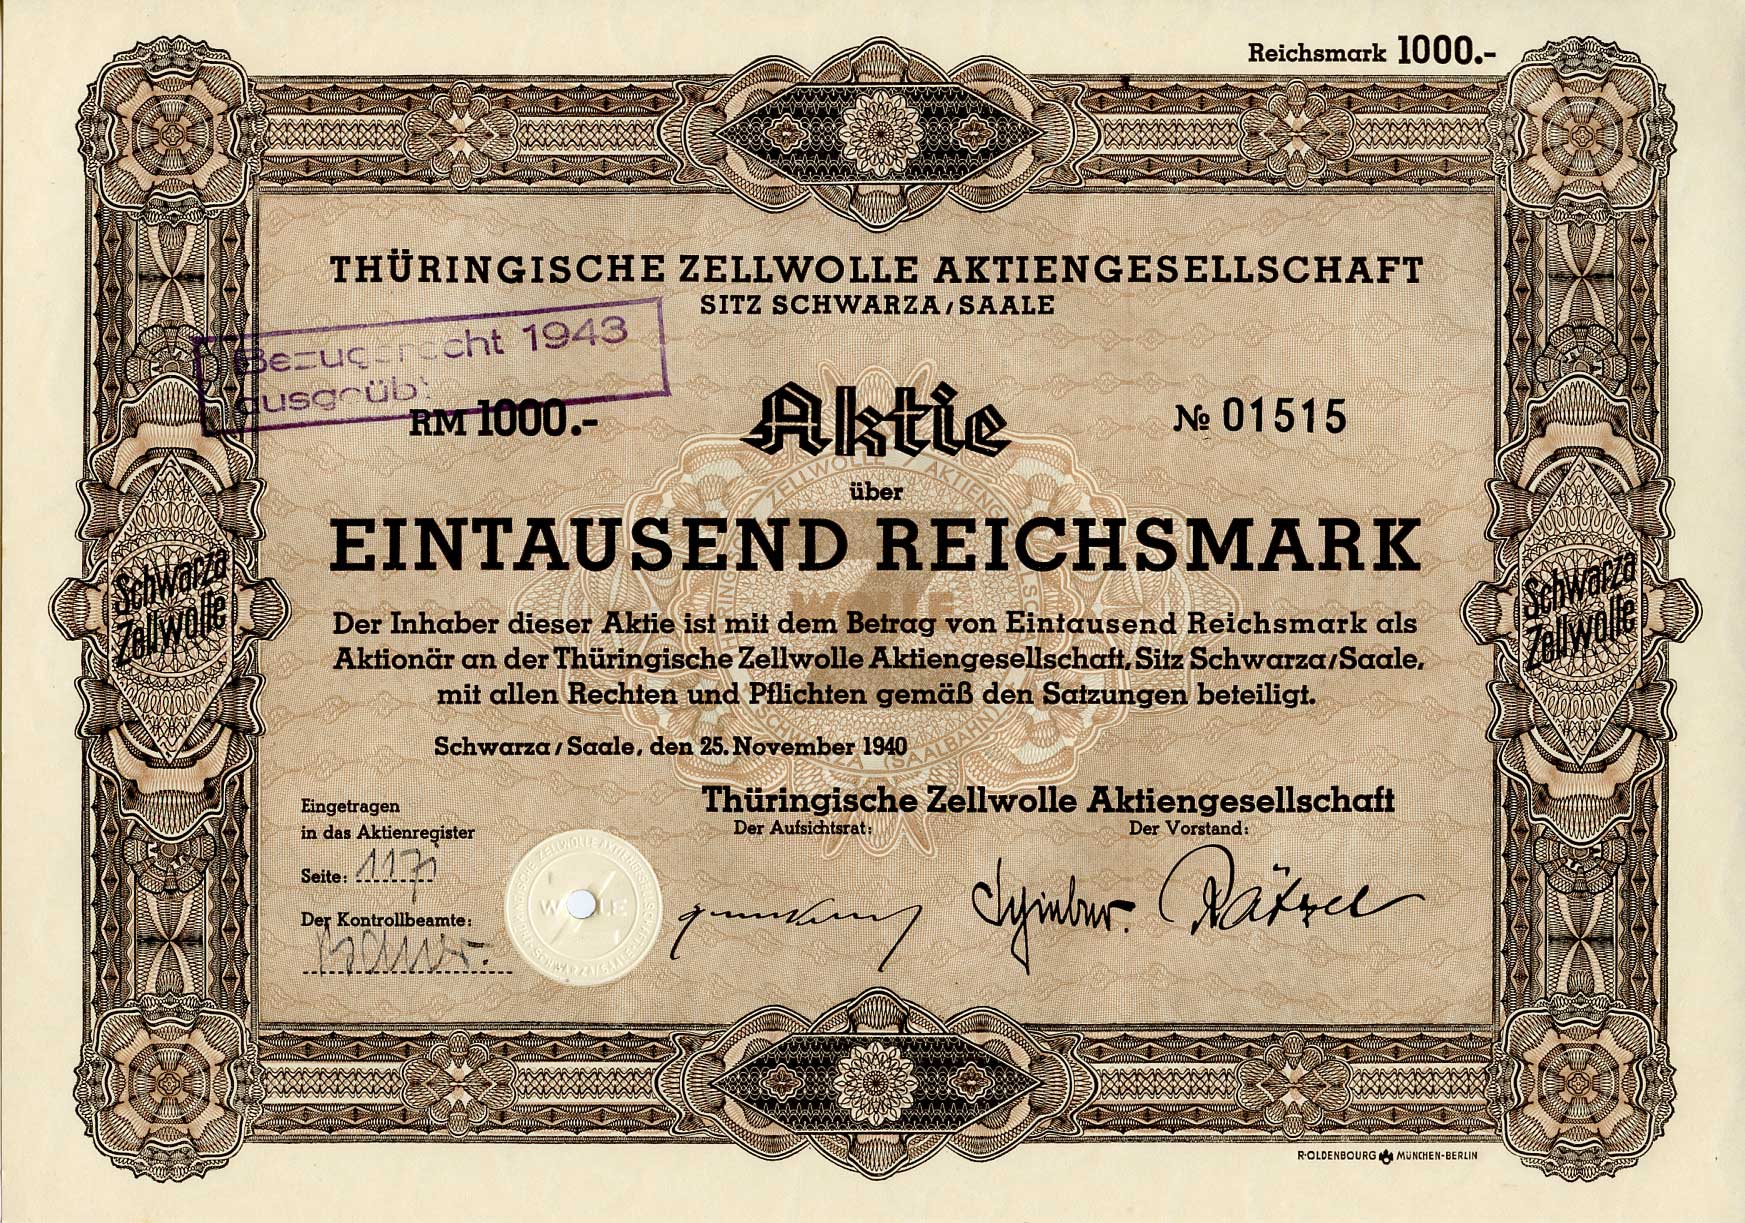 Reichsmark 1000.-
THÜRINGISCHE ZELLWOLLE AKTIENGESELLSCHAFT
SITZ SCHWARZA/SAALE
Bezugsrecht 1943
ausgeübt
RM 1000.-
Aktie
№ 01515
über
EINTAUSEND REICHSMARK
Der Inhaber dieser Aktie ist mit dem Betrag von Eintausend Reichsmark als
Aktionär an der Thüringische Zellwolle Aktiengesellschaft, Sitz Schwarza/Saale,
mit allen Rechten und Pflichten gemäß den Satzungen beteiligt.
Schwarza/Saale, den 25. November 1940
Eingetragen
in das Aktienregister
Seite: 117
Der Kontrollbeamte:
Thüringische Zellwolle Aktiengesellschaft
Der Aufsichtsrat:
Der Vorstand:
Rätzel
Schwarza
Zellwolle
Schwarza
Zellwolle
WOLLE
R·OLDENBOURG MÜNCHEN-BERLIN